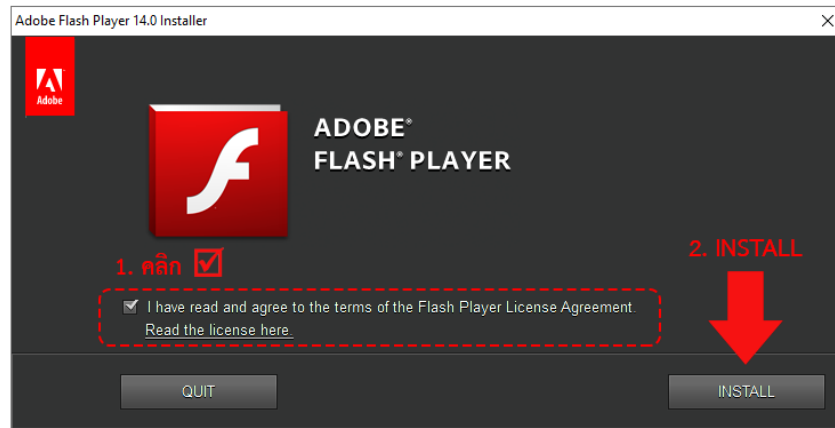 Adobe Flash Player 14.0 Installer
Adobe
ADOBE®
FLASH® PLAYER
1. คลิก
2. INSTALL
I have read and agree to the terms of the Flash Player License Agreement.
Read the license here.
QUIT
INSTALL